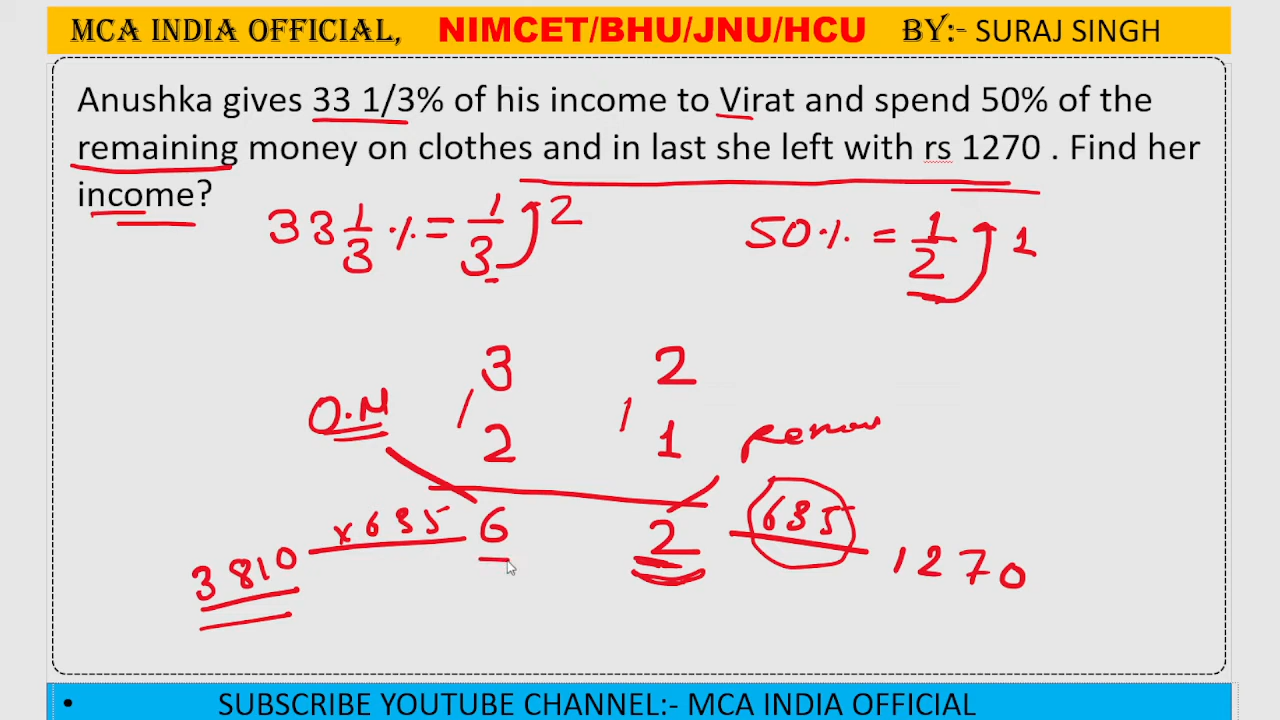 MCA INDIA OFFICIAL, NIMCET/BHU/JNU/HCU BY:- SURAJ SINGH
Anushka gives 33 1/3% of his income to Virat and spend 50% of the
remaining money on clothes and in last she left with rs 1270 . Find her
income?
33 1/3 % = 1/3 2 50% = 1/2 1
3 2
O.M 1 2 1 1
×635 6 2 635 1270
3810
• SUBSCRIBE YOUTUBE CHANNEL:- MCA INDIA OFFICIAL